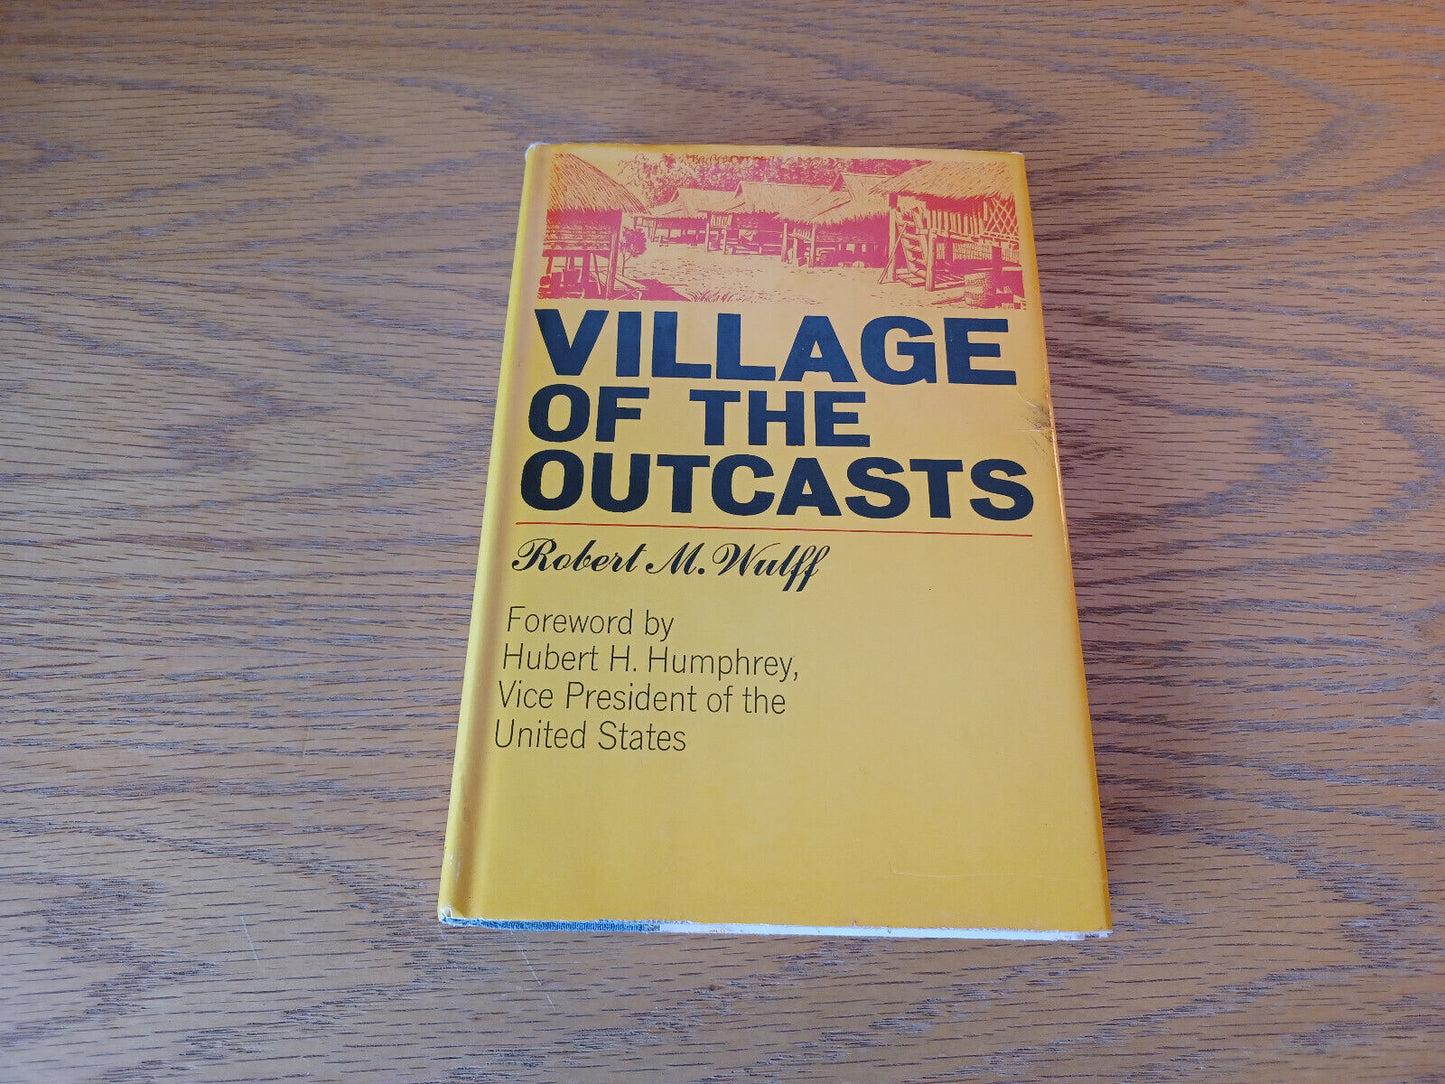 VILLAGE
OF THE
OUTCASTS
Robert M. Wulff
Foreword by
Hubert H. Humphrey,
Vice President of the
United States